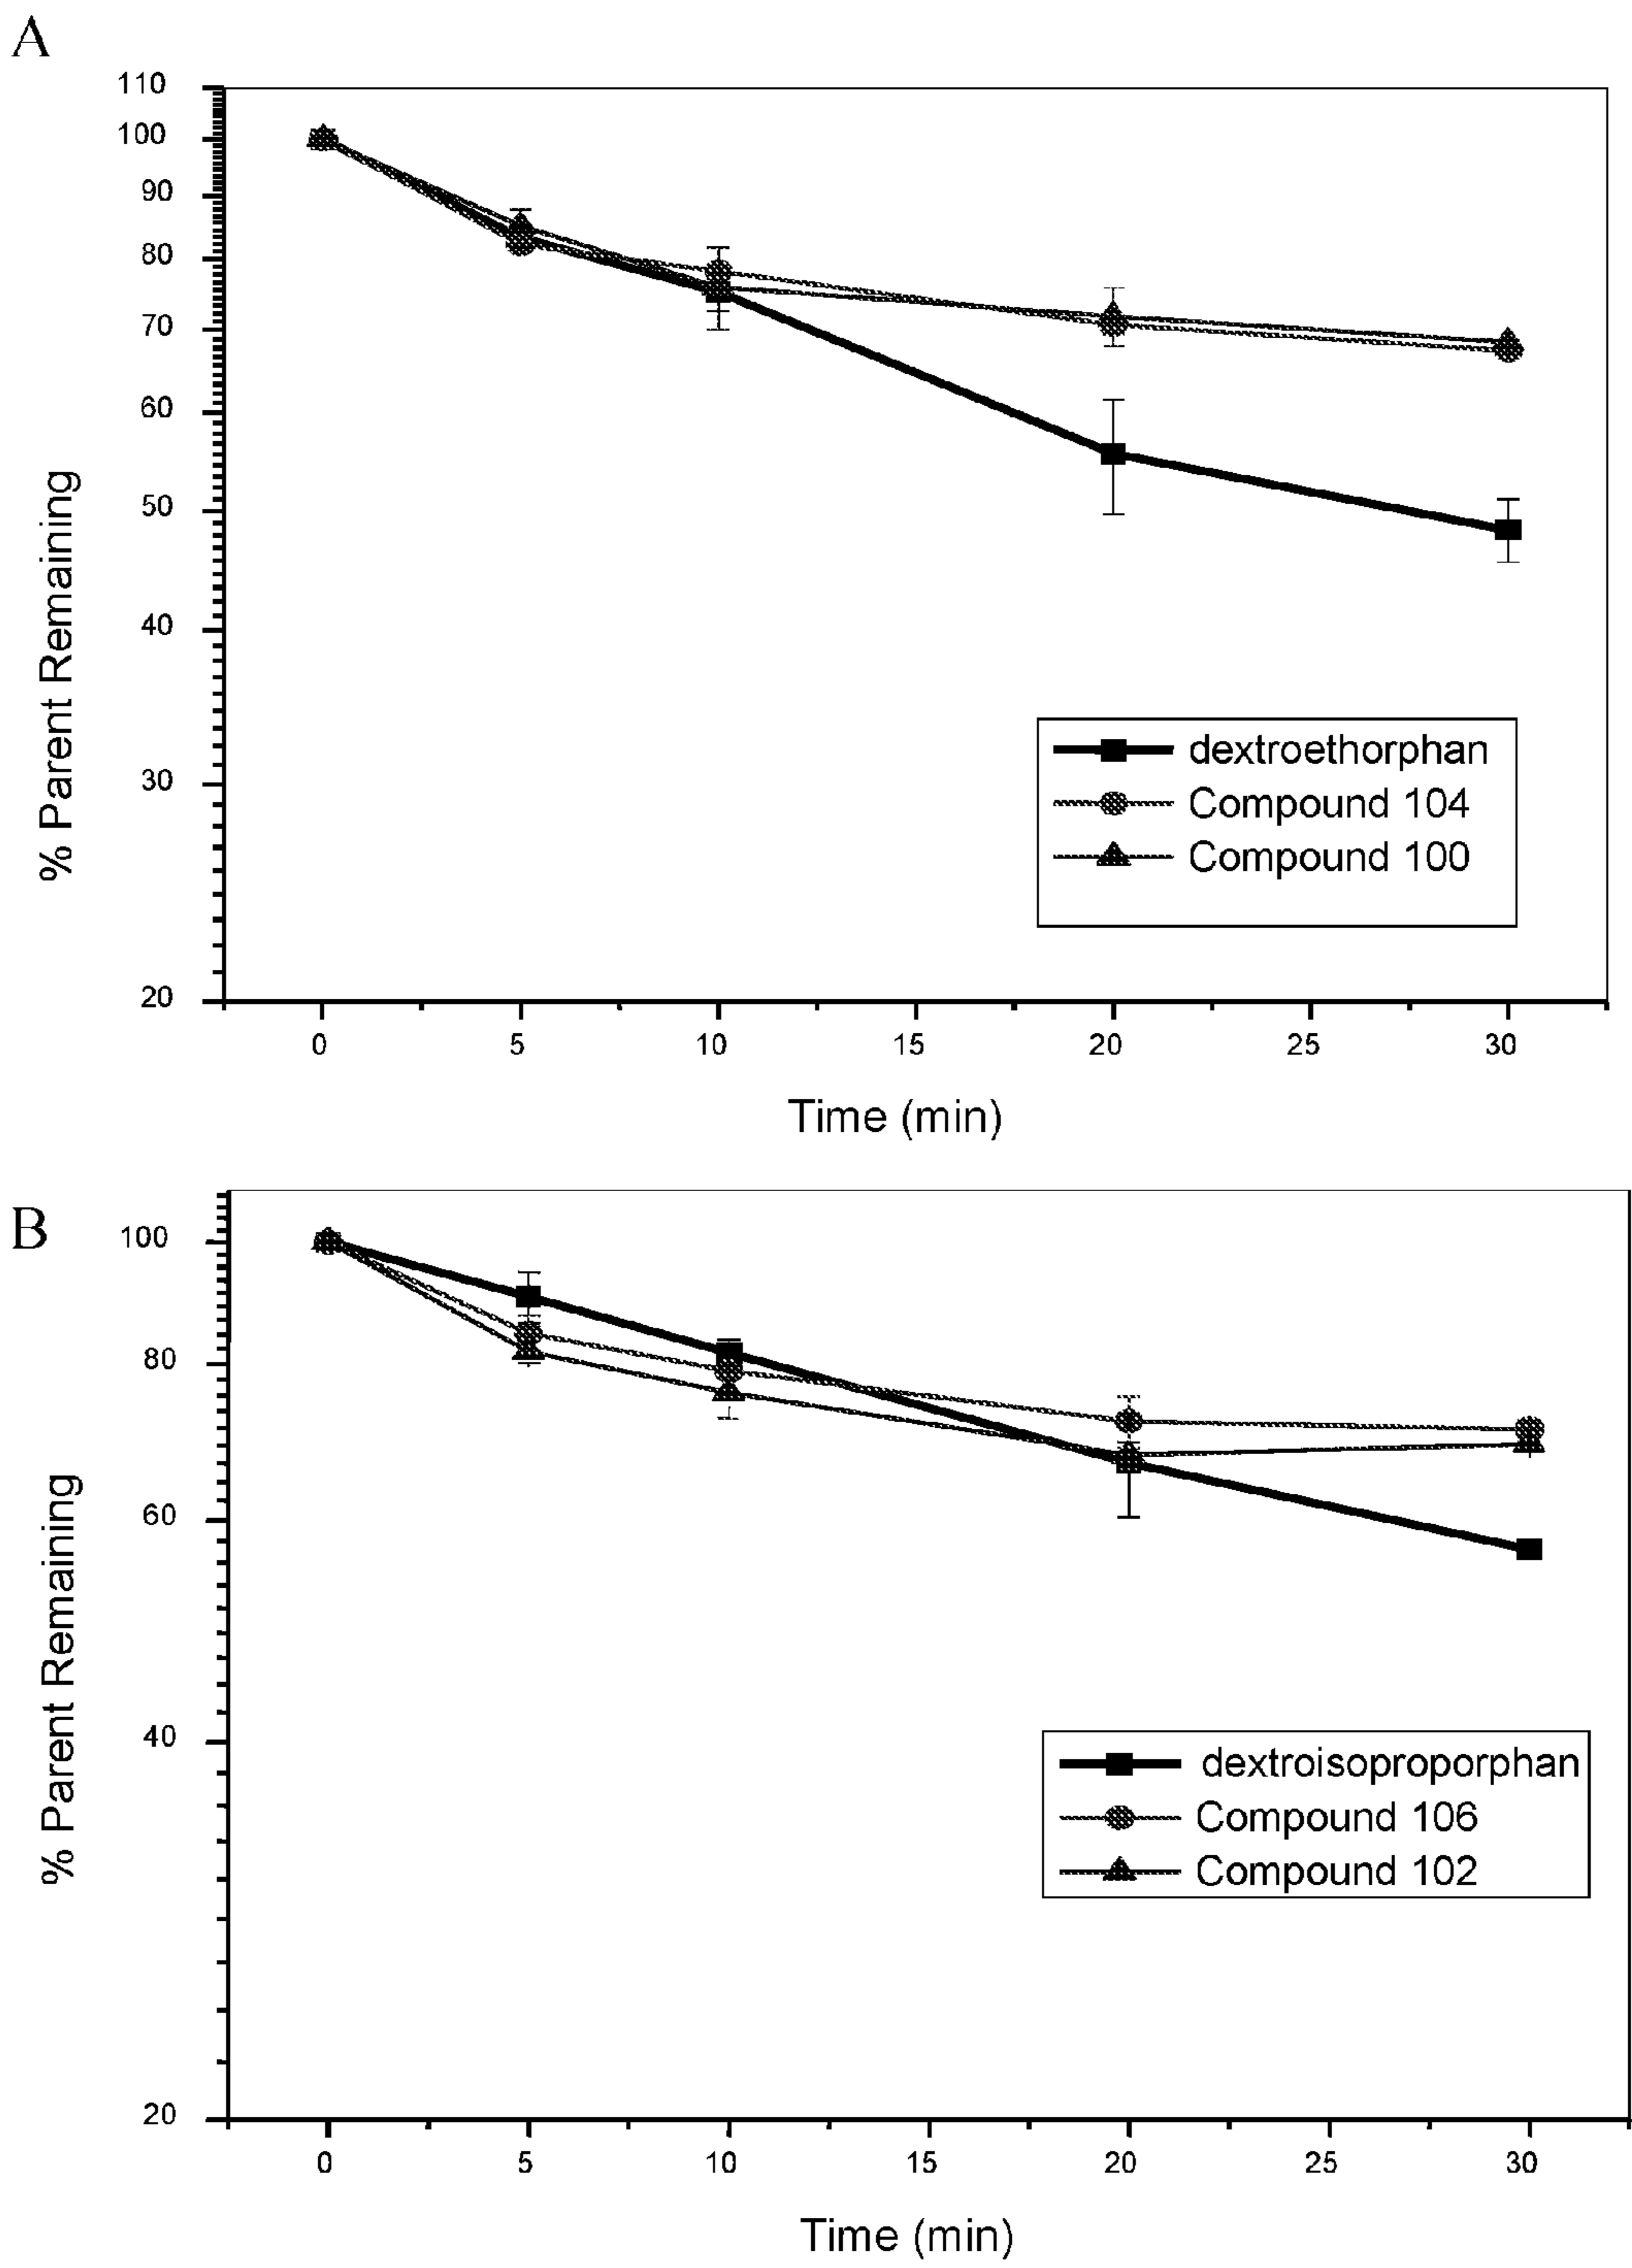 A
110
100
90
80
70
60
50
40
30
20
% Parent Remaining
dextroethorphan
Compound 104
Compound 100
0 5 10 15 20 25 30
Time (min)
B
100
80
60
40
20
% Parent Remaining
dextroisoproporphan
Compound 106
Compound 102
0 5 10 15 20 25 30
Time (min)